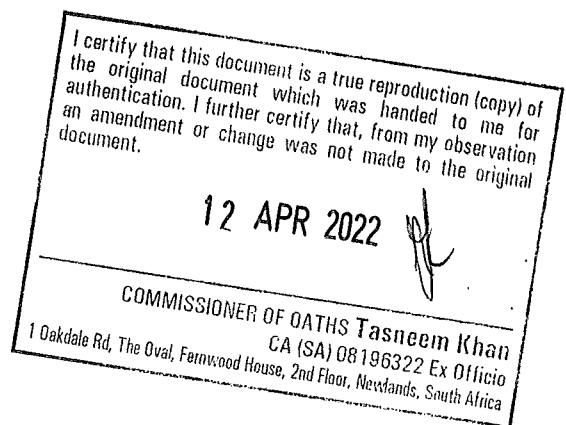 I certify that this document is a true reproduction (copy) of
the original document which was handed to me for
authentication. I further certify that, from my observation
an amendment or change was not made to the original
document.
12 APR 2022
COMMISSIONER OF OATHS Tasneem Khan
CA (SA) 08196322 Ex Officio
1 Oakdale Rd, The Oval, Fernwood House, 2nd Floor, Newlands, South Africa